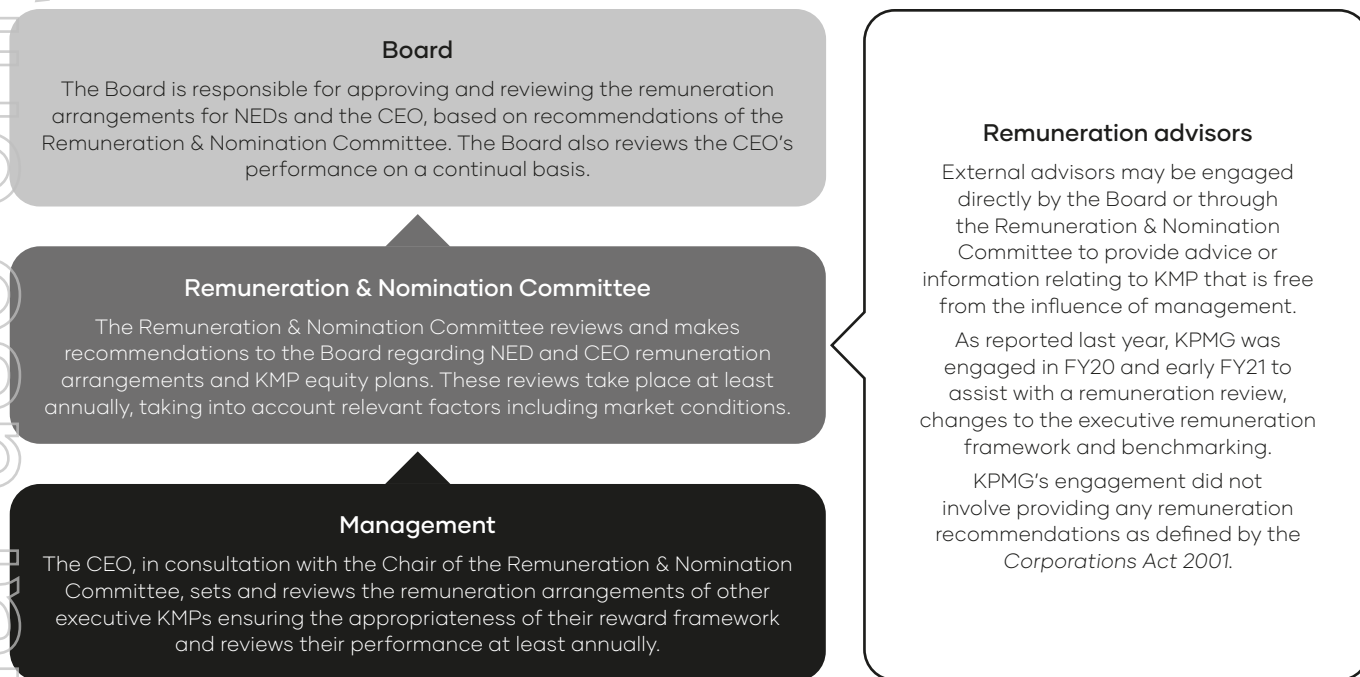 Board
The Board is responsible for approving and reviewing the remuneration
arrangements for NEDs and the CEO, based on recommendations of the
Remuneration & Nomination Committee. The Board also reviews the CEO's
performance on a continual basis.
Remuneration & Nomination Committee
The Remuneration & Nomination Committee reviews and makes
recommendations to the Board regarding NED and CEO remuneration
arrangements and KMP equity plans. These reviews take place at least
annually, taking into account relevant factors including market conditions.
Management
The CEO, in consultation with the Chair of the Remuneration & Nomination
Committee, sets and reviews the remuneration arrangements of other
executive KMPs ensuring the appropriateness of their reward framework
and reviews their performance at least annually.
Remuneration advisors
External advisors may be engaged
directly by the Board or through
the Remuneration & Nomination
Committee to provide advice or
information relating to KMP that is free
from the influence of management.
As reported last year, KPMG was
engaged in FY20 and early FY21 to
assist with a remuneration review,
changes to the executive remuneration
framework and benchmarking.
KPMG's engagement did not
involve providing any remuneration
recommendations as defined by the
Corporations Act 2001.